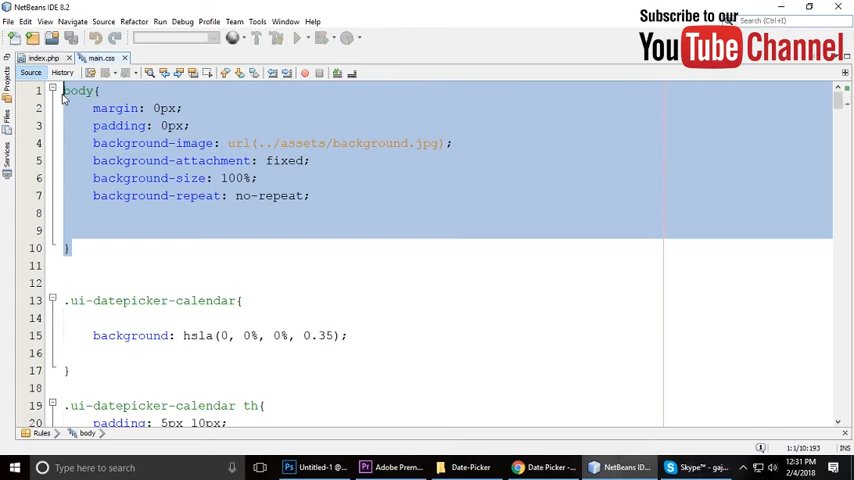 NetBeans IDE 8.2
File Edit View Navigate Source Refactor Run Debug Profile Team Tools Window Help
Search (Ctrl+I)
Subscribe to our
YouTube Channel
index.php main.css
Source History
Projects
Files
Services
1 body{
2 margin: 0px;
3 padding: 0px;
4 background-image: url(../assets/background.jpg);
5 background-attachment: fixed;
6 background-size: 100%;
7 background-repeat: no-repeat;
8
9
10 }
11
12
13 .ui-datepicker-calendar{
14
15 background: hsla(0, 0%, 0%, 0.35);
16
17 }
18
19 .ui-datepicker-calendar th{
20 padding: 5px 10px;
Rules body
1:1/10:193 INS
Type here to search
Untitled-1 @... Adobe Prem... Date-Picker Date Picker -... NetBeans ID... Skype™ - gaj...
12:31 PM
2/4/2018